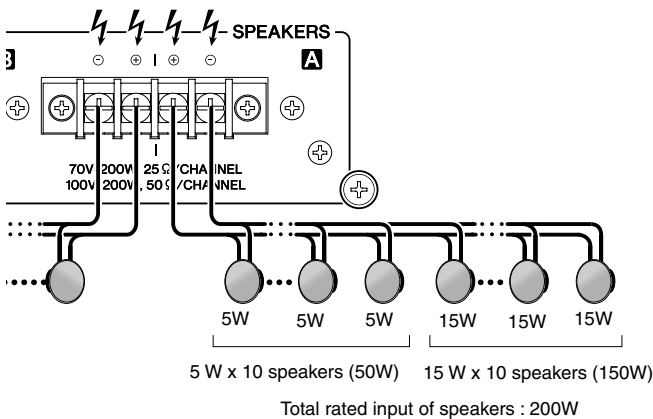 SPEAKERS
B ⊖ ⊕ ⊕ ⊖ A
70V 200W, 25 Ω/CHANNEL
100V 200W, 50 Ω/CHANNEL
5W 5W 5W 15W 15W 15W
5 W x 10 speakers (50W) 15 W x 10 speakers (150W)
Total rated input of speakers : 200W